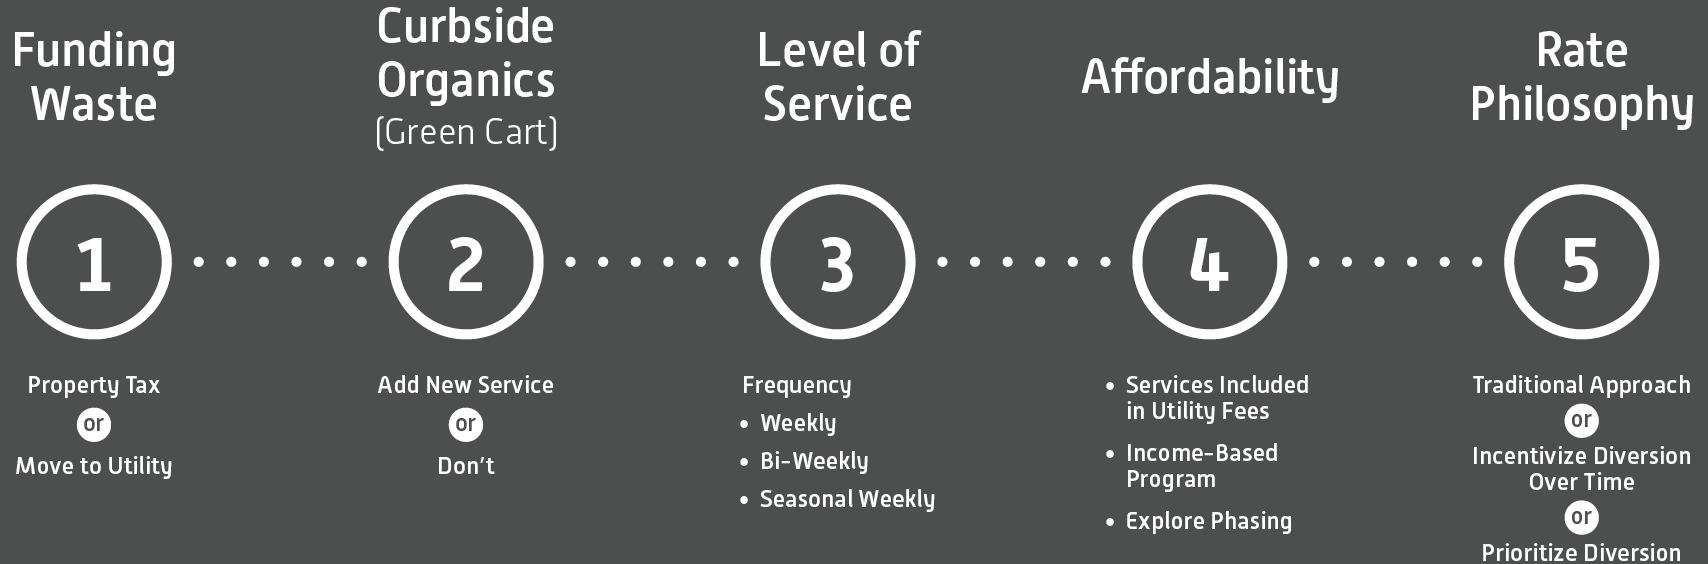 Funding
Waste
1
Property Tax
or
Move to Utility
Curbside
Organics
(Green Cart)
2
Add New Service
or
Don't
Level of
Service
3
Frequency
• Weekly
• Bi-Weekly
• Seasonal Weekly
Affordability
4
• Services Included
in Utility Fees
• Income-Based
Program
• Explore Phasing
Rate
Philosophy
5
Traditional Approach
or
Incentivize Diversion
Over Time
or
Prioritize Diversion